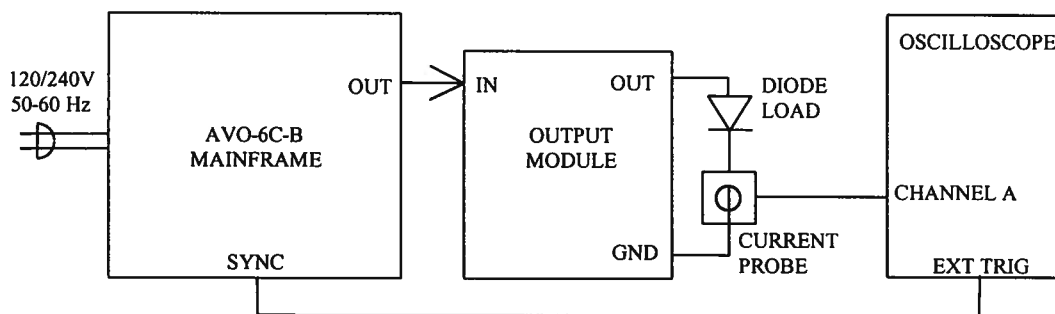 120/240V
50-60 Hz
OUT
AVO-6C-B
MAINFRAME
SYNC
IN
OUT
OUTPUT
MODULE
GND
DIODE
LOAD
CURRENT
PROBE
OSCILLOSCOPE
CHANNEL A
EXT TRIG